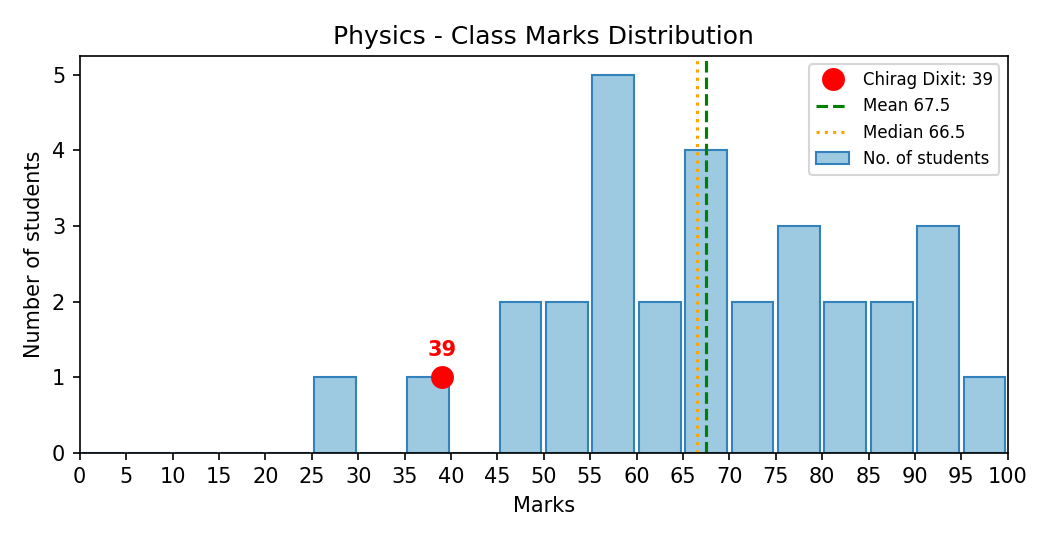 Physics - Class Marks Distribution
Chirag Dixit: 39
Mean 67.5
Median 66.5
No. of students
Number of students
5
4
3
2
1
0
39
0 5 10 15 20 25 30 35 40 45 50 55 60 65 70 75 80 85 90 95 100
Marks